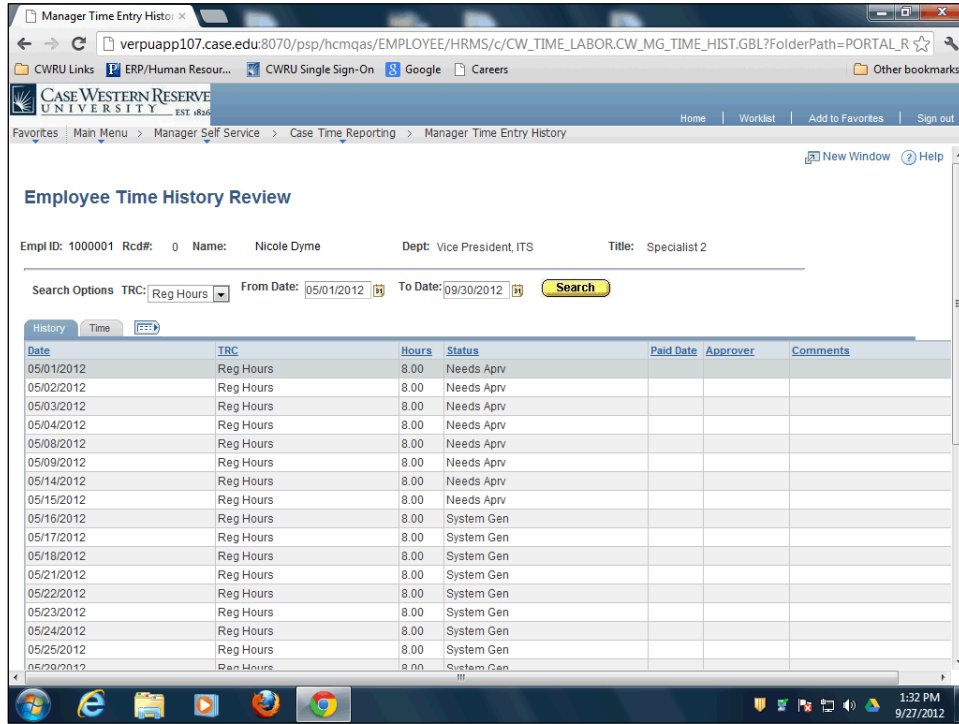 Manager Time Entry Histor
verpuapp107.case.edu:8070/psp/hcmqas/EMPLOYEE/HRMS/c/CW_TIME_LABOR.CW_MG_TIME_HIST.GBL?FolderPath=PORTAL_R
CWRU Links ERP/Human Resour... CWRU Single Sign-On Google Careers Other bookmarks
CASE WESTERN RESERVE
UNIVERSITY EST. 1826
Home | Worklist | Add to Favorites | Sign out
Favorites Main Menu > Manager Self Service > Case Time Reporting > Manager Time Entry History
New Window Help
Employee Time History Review
Empl ID: 1000001 Rcd#: 0 Name: Nicole Dyme Dept: Vice President, ITS Title: Specialist 2
Search Options TRC: Reg Hours From Date: 05/01/2012 To Date: 09/30/2012 Search
History Time
Date TRC Hours Status Paid Date Approver Comments
05/01/2012 Reg Hours 8.00 Needs Aprv
05/02/2012 Reg Hours 8.00 Needs Aprv
05/03/2012 Reg Hours 8.00 Needs Aprv
05/04/2012 Reg Hours 8.00 Needs Aprv
05/08/2012 Reg Hours 8.00 Needs Aprv
05/09/2012 Reg Hours 8.00 Needs Aprv
05/14/2012 Reg Hours 8.00 Needs Aprv
05/15/2012 Reg Hours 8.00 Needs Aprv
05/16/2012 Reg Hours 8.00 System Gen
05/17/2012 Reg Hours 8.00 System Gen
05/18/2012 Reg Hours 8.00 System Gen
05/21/2012 Reg Hours 8.00 System Gen
05/22/2012 Reg Hours 8.00 System Gen
05/23/2012 Reg Hours 8.00 System Gen
05/24/2012 Reg Hours 8.00 System Gen
05/25/2012 Reg Hours 8.00 System Gen
05/29/2012 Reg Hours 8.00 System Gen
1:32 PM
9/27/2012